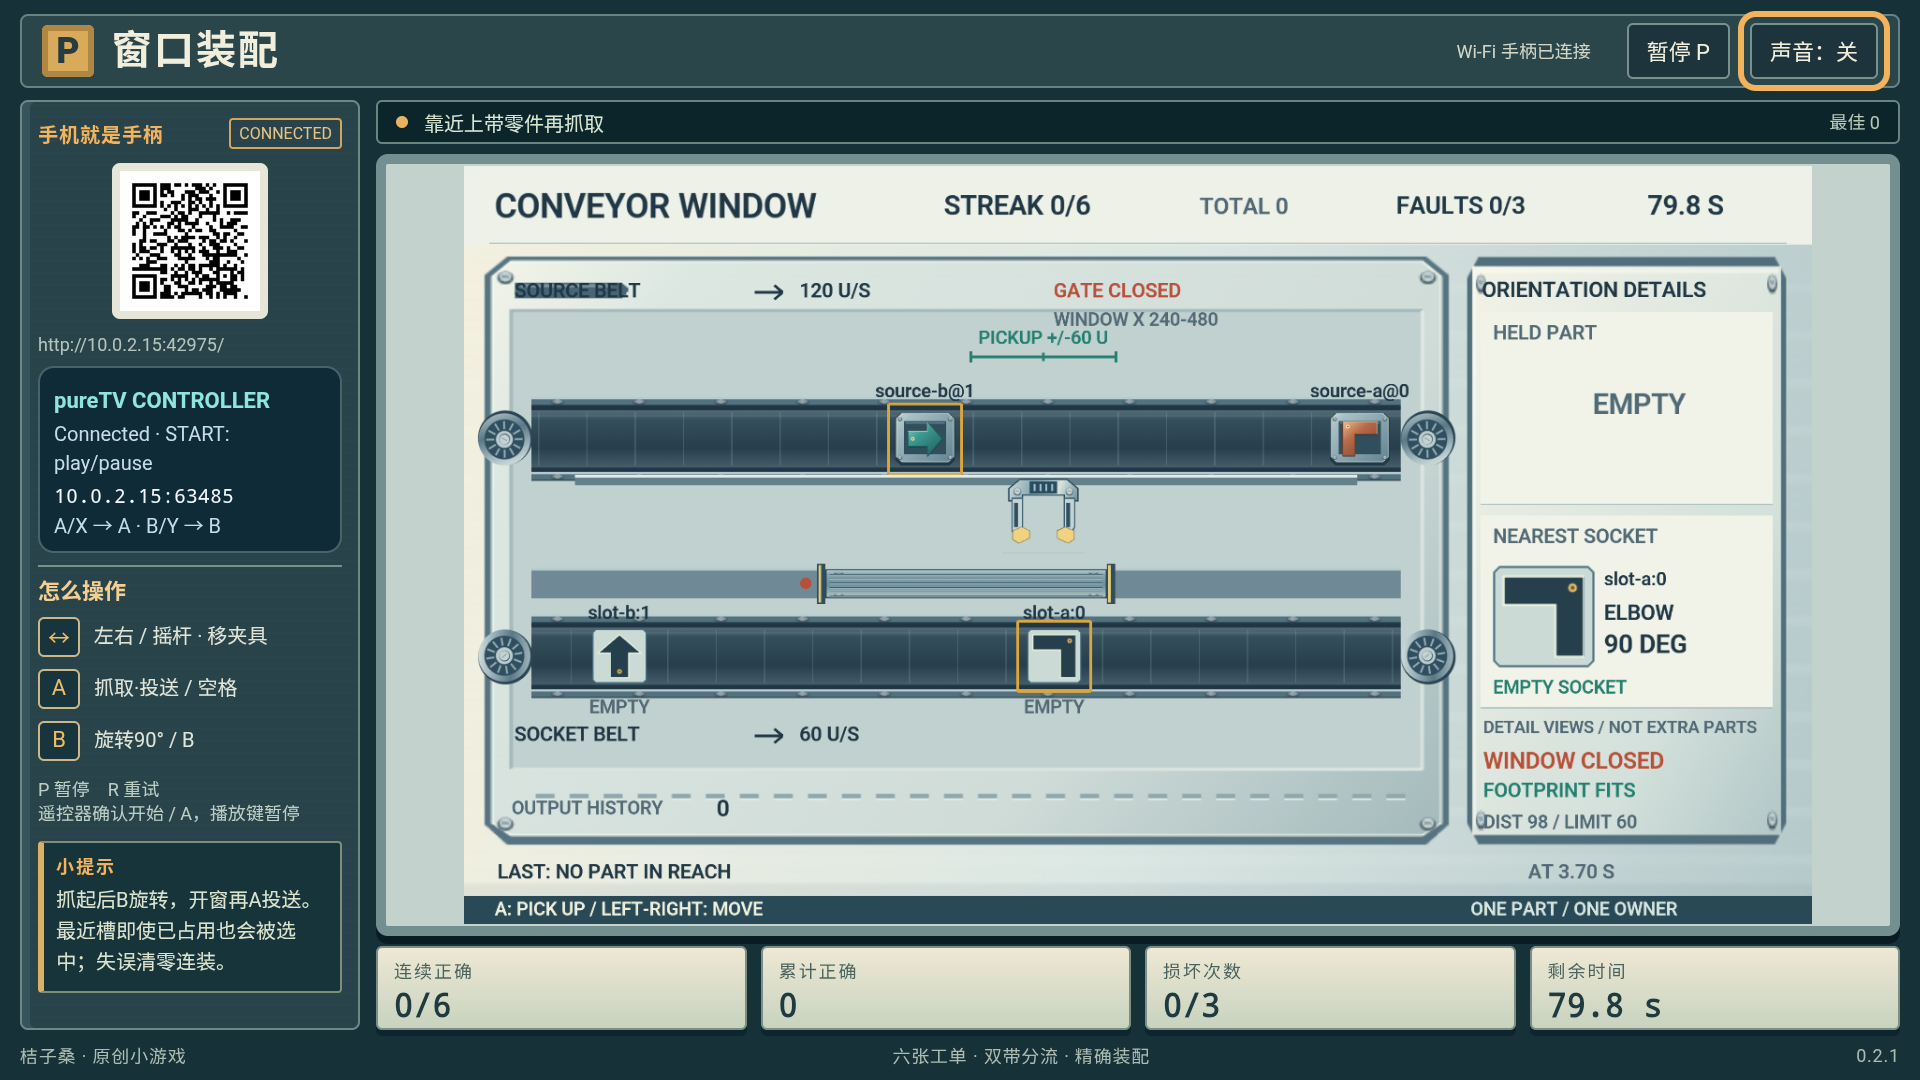 P 窗口装配
Wi-Fi 手柄已连接
暂停 P
声音：关
手机就是手柄
CONNECTED
http://10.0.2.15:42975/
pureTV CONTROLLER
Connected · START:
play/pause
10.0.2.15:63485
A/X → A · B/Y → B
怎么操作
↔ 左右 / 摇杆 · 移夹具
A 抓取·投送 / 空格
B 旋转90° / B
P 暂停 R 重试
遥控器确认开始 / A，播放键暂停
小提示
抓起后B旋转，开窗再A投送。
最近槽即使已占用也会被选
中；失误清零连装。
靠近上带零件再抓取
最佳 0
CONVEYOR WINDOW
STREAK 0/6
TOTAL 0
FAULTS 0/3
79.8 S
SOURCE BELT
→ 120 U/S
GATE CLOSED
WINDOW X 240-480
PICKUP +/-60 U
source-b@1
source-a@0
slot-b:1
slot-a:0
EMPTY
EMPTY
SOCKET BELT
→ 60 U/S
OUTPUT HISTORY
0
ORIENTATION DETAILS
HELD PART
EMPTY
NEAREST SOCKET
slot-a:0
ELBOW
90 DEG
EMPTY SOCKET
DETAIL VIEWS / NOT EXTRA PARTS
WINDOW CLOSED
FOOTPRINT FITS
DIST 98 / LIMIT 60
LAST: NO PART IN REACH
AT 3.70 S
A: PICK UP / LEFT-RIGHT: MOVE
ONE PART / ONE OWNER
连续正确
0/6
累计正确
0
损坏次数
0/3
剩余时间
79.8 s
桔子桑 · 原创小游戏
六张工单 · 双带分流 · 精确装配
0.2.1